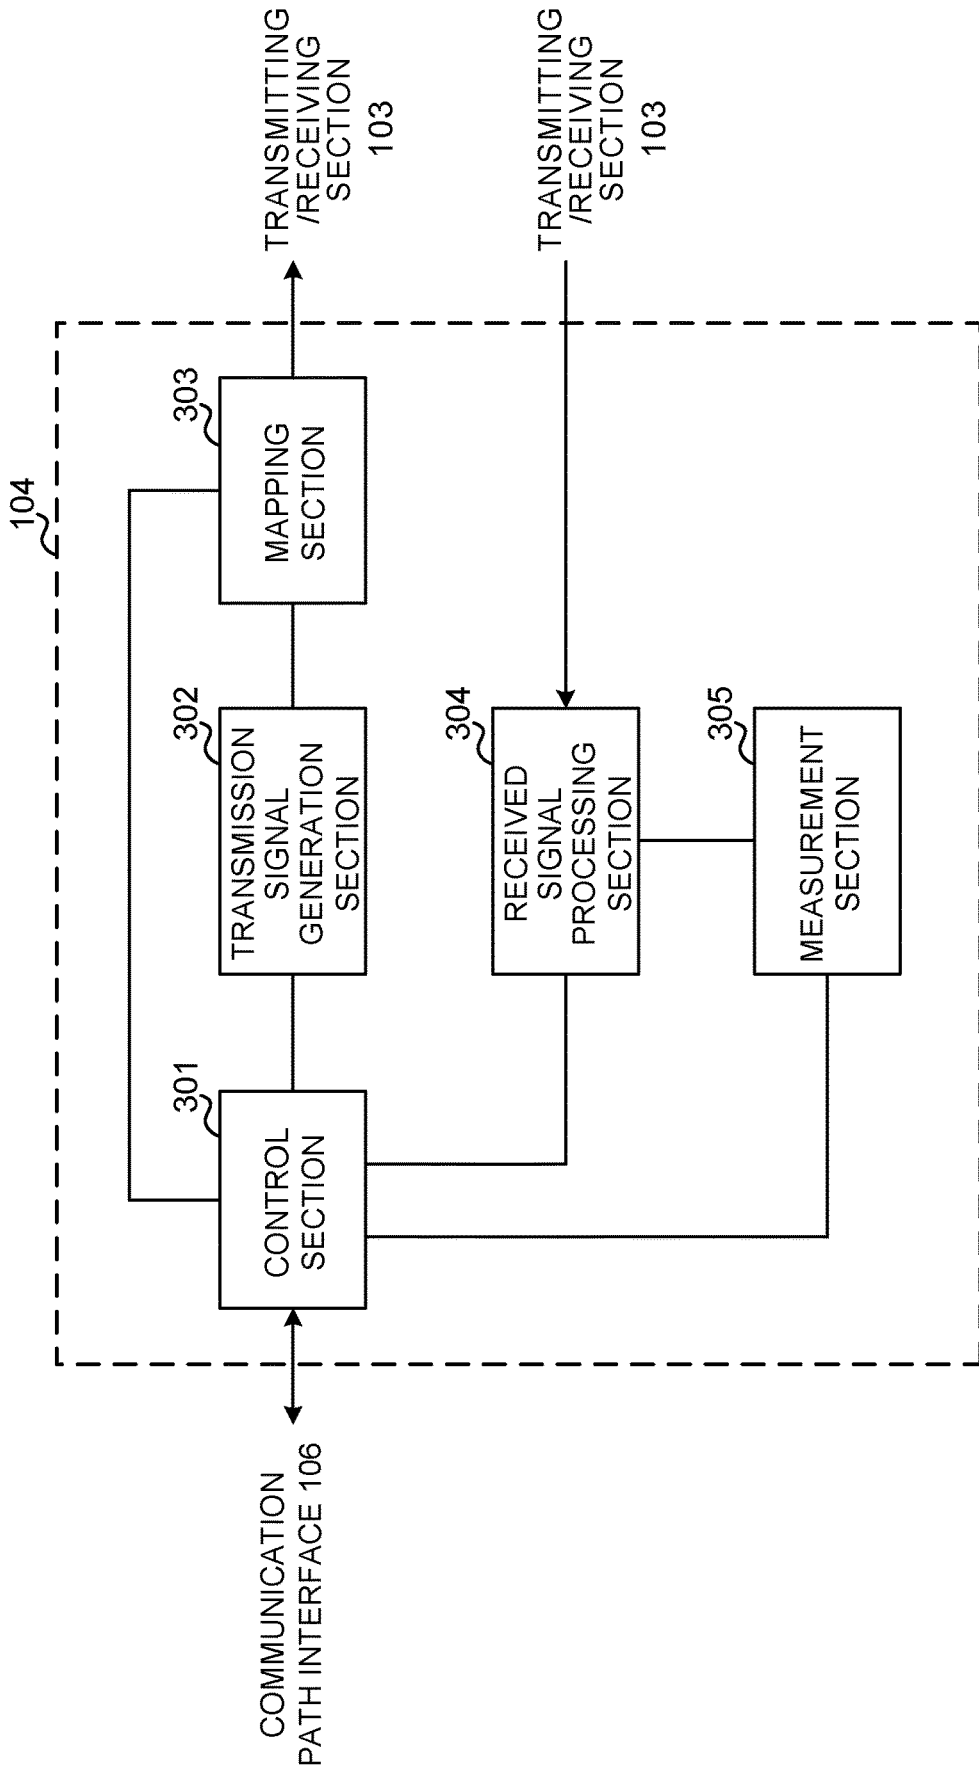 104
COMMUNICATION
PATH INTERFACE 106
301
CONTROL
SECTION
302
TRANSMISSION
SIGNAL
GENERATION
SECTION
303
MAPPING
SECTION
TRANSMITTING
/RECEIVING
SECTION
103
304
RECEIVED
SIGNAL
PROCESSING
SECTION
TRANSMITTING
/RECEIVING
SECTION
103
305
MEASUREMENT
SECTION